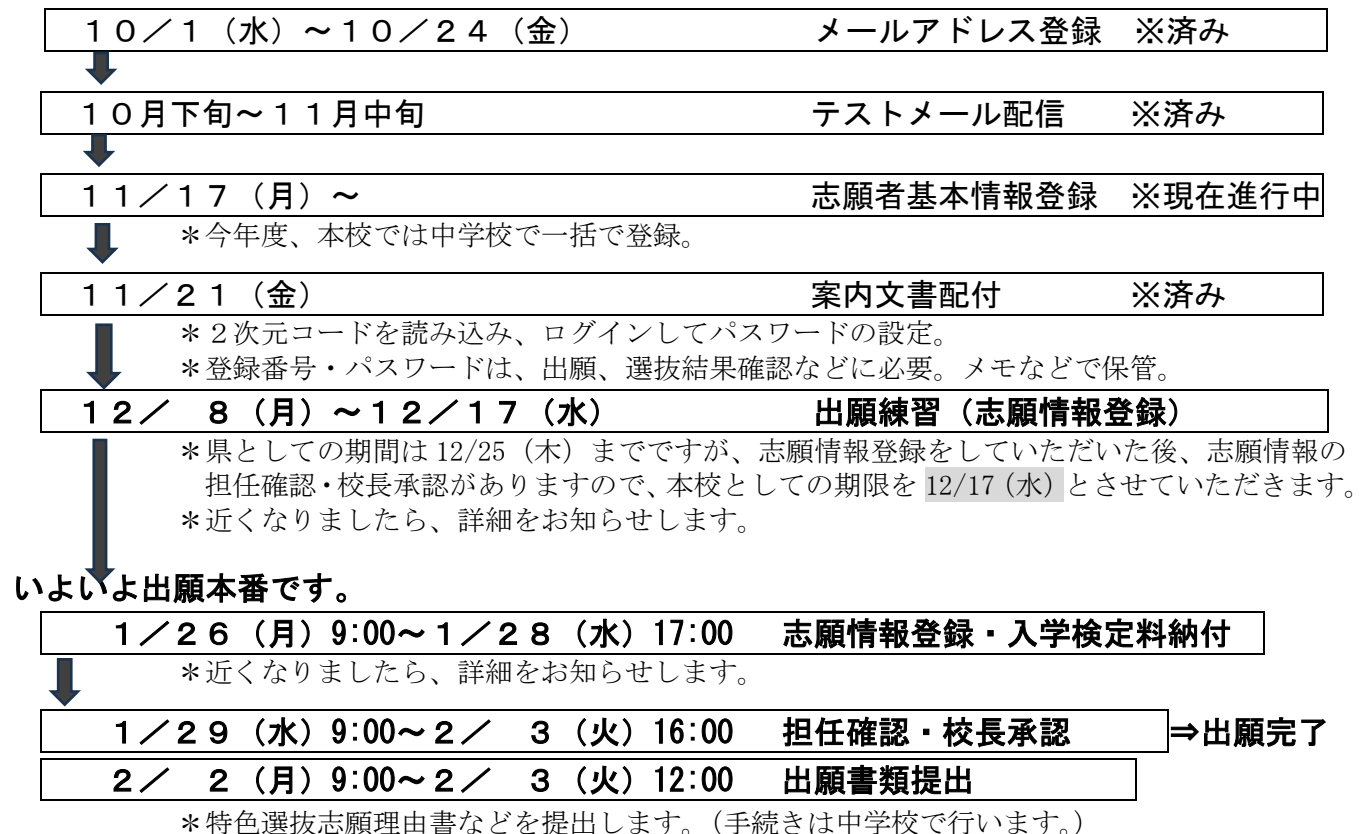 １０／１（水）～１０／２４（金） メールアドレス登録 ※済み
１０月下旬～１１月中旬 テストメール配信 ※済み
１１／１７（月）～ 志願者基本情報登録 ※現在進行中
＊今年度、本校では中学校で一括で登録。
１１／２１（金） 案内文書配付 ※済み
＊２次元コードを読み込み、ログインしてパスワードの設定。
＊登録番号・パスワードは、出願、選抜結果確認などに必要。メモなどで保管。
１２／　８（月）～１２／１７（水） 出願練習（志願情報登録）
＊県としての期間は 12/25（木）までですが、志願情報登録をしていただいた後、志願情報の
担任確認・校長承認がありますので、本校としての期限を 12/17（水）とさせていただきます。
＊近くなりましたら、詳細をお知らせします。
いよいよ出願本番です。
１／２６（月）9:00～１／２８（水）17:00 志願情報登録・入学検定料納付
＊近くなりましたら、詳細をお知らせします。
１／２９（水）9:00～２／　３（火）16:00 担任確認・校長承認 ⇒出願完了
２／　２（月）9:00～２／　３（火）12:00 出願書類提出
＊特色選抜志願理由書などを提出します。（手続きは中学校で行います。）